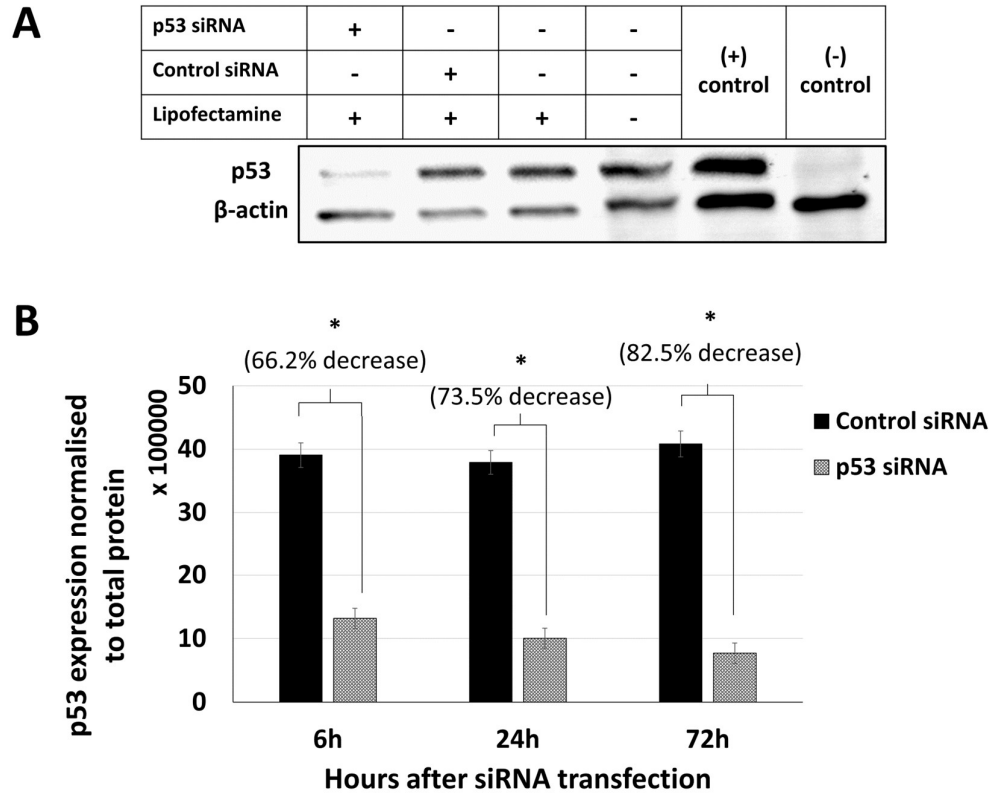 A
p53 siRNA + - - -
Control siRNA - + - -
Lipofectamine + + + -
(+)
control
(-)
control
p53
β-actin
B
*
(66.2% decrease)
*
(73.5% decrease)
*
(82.5% decrease)
p53 expression normalised
to total protein
x 100000
50
40
30
20
10
0
6h 24h 72h
Hours after siRNA transfection
Control siRNA
p53 siRNA